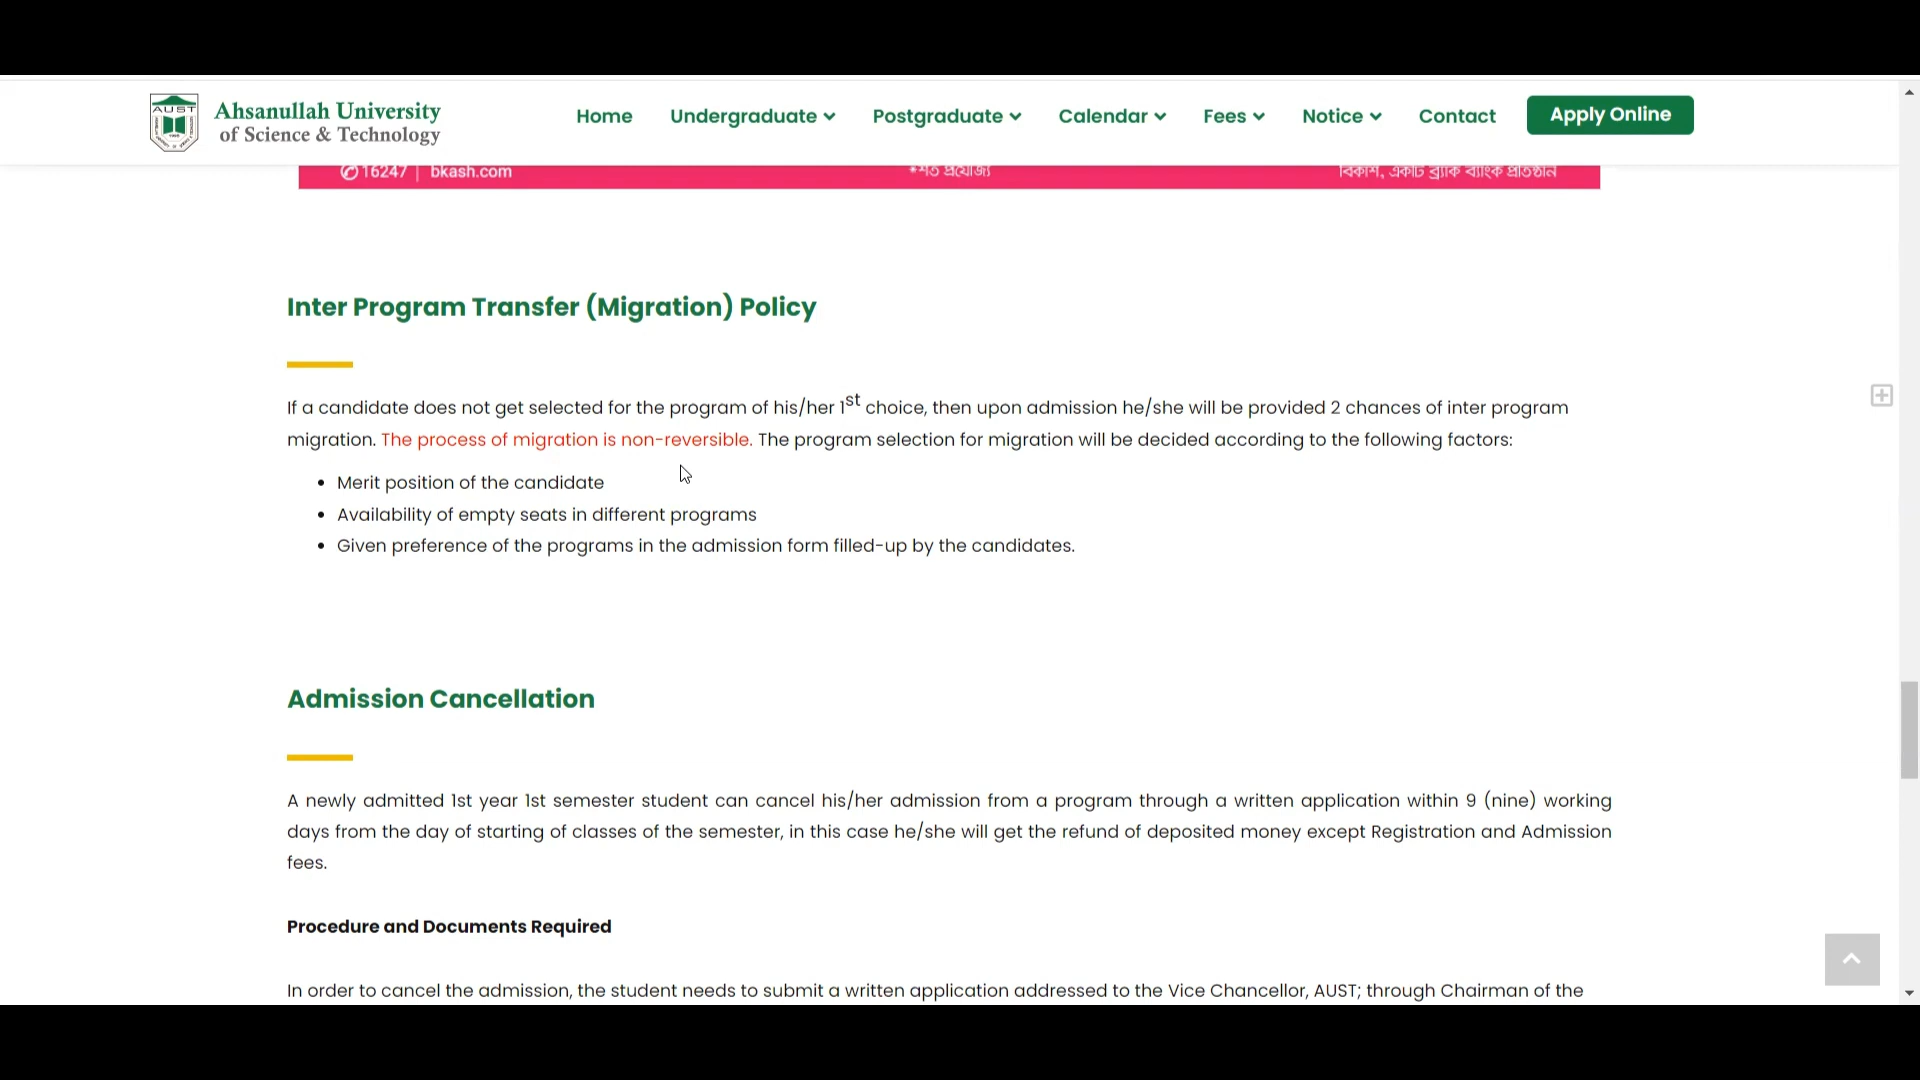 AUST
Ahsanullah University
of Science & Technology
Home
Undergraduate
Postgraduate
Calendar
Fees
Notice
Contact
Apply Online
16247 | bkash.com
*শর্ত প্রযোজ্য
বিকাশ, একটি ব্র্যাক ব্যাংক প্রতিষ্ঠান
Inter Program Transfer (Migration) Policy
If a candidate does not get selected for the program of his/her 1st choice, then upon admission he/she will be provided 2 chances of inter program
migration. The process of migration is non-reversible. The program selection for migration will be decided according to the following factors:
• Merit position of the candidate
• Availability of empty seats in different programs
• Given preference of the programs in the admission form filled-up by the candidates.
Admission Cancellation
A newly admitted 1st year 1st semester student can cancel his/her admission from a program through a written application within 9 (nine) working
days from the day of starting of classes of the semester, in this case he/she will get the refund of deposited money except Registration and Admission
fees.
Procedure and Documents Required
In order to cancel the admission, the student needs to submit a written application addressed to the Vice Chancellor, AUST; through Chairman of the